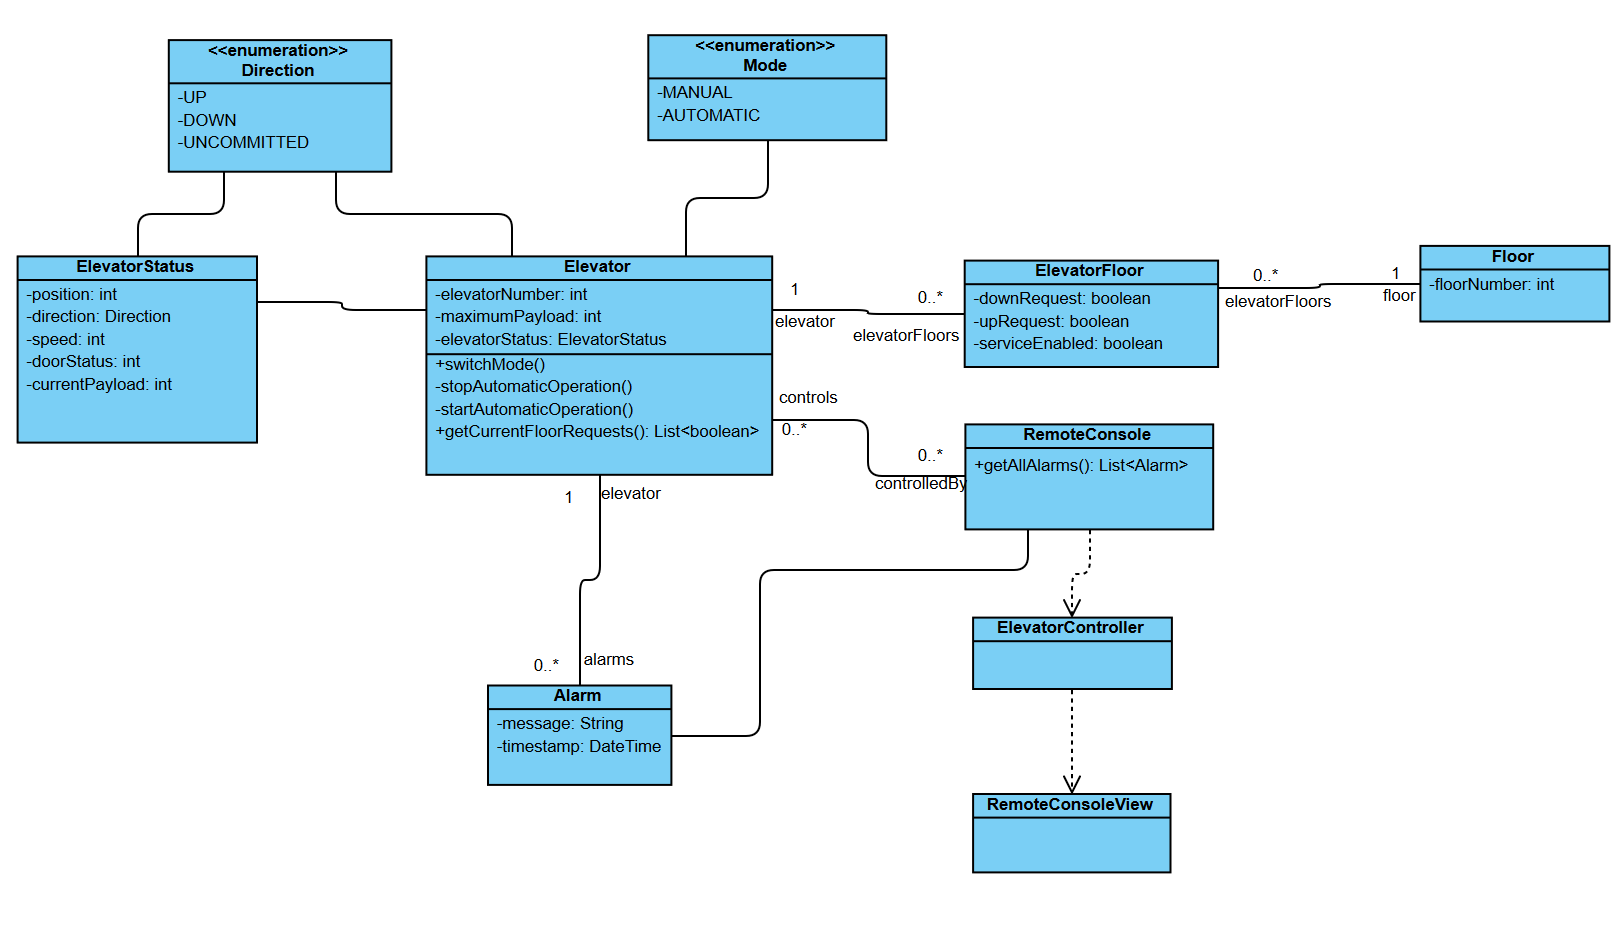 <<enumeration>>
Direction
-UP
-DOWN
-UNCOMMITTED
<<enumeration>>
Mode
-MANUAL
-AUTOMATIC
ElevatorStatus
-position: int
-direction: Direction
-speed: int
-doorStatus: int
-currentPayload: int
Elevator
-elevatorNumber: int
-maximumPayload: int
-elevatorStatus: ElevatorStatus
+switchMode()
-stopAutomaticOperation()
-startAutomaticOperation()
+getCurrentFloorRequests(): List<boolean>
1
elevator
0..*
elevatorFloors
ElevatorFloor
-downRequest: boolean
-upRequest: boolean
-serviceEnabled: boolean
0..*
elevatorFloors
1
floor
Floor
-floorNumber: int
controls
0..*
0..*
controlledBy
RemoteConsole
+getAllAlarms(): List<Alarm>
1
elevator
0..*
alarms
Alarm
-message: String
-timestamp: DateTime
ElevatorController
RemoteConsoleView